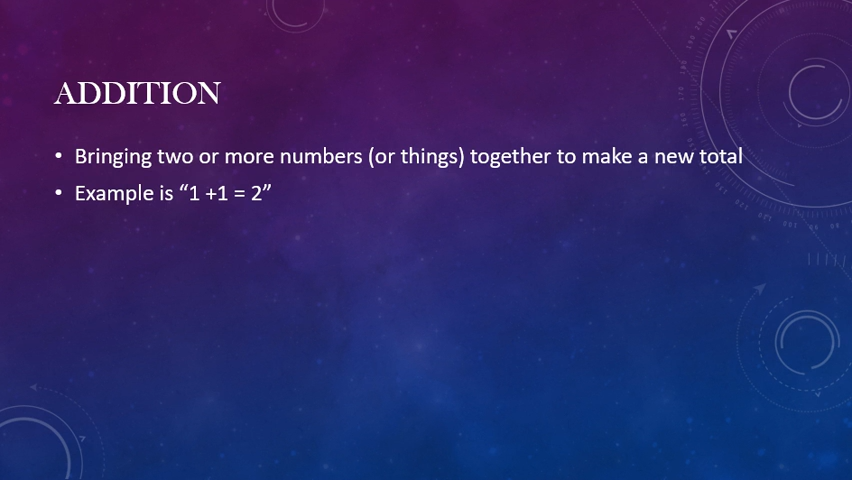 ADDITION
• Bringing two or more numbers (or things) together to make a new total
• Example is “1 +1 = 2”